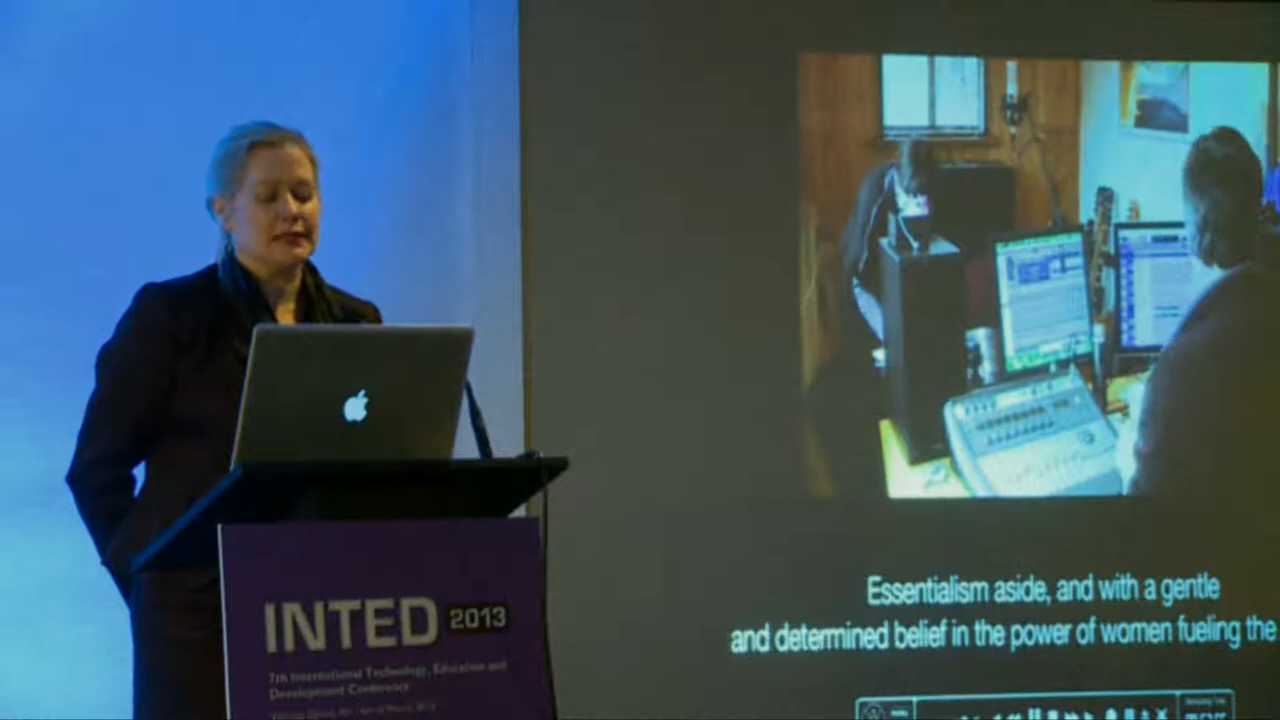 INTED 2013
7th International Technology, Education and
Development Conference
Essentialism aside, and with a gentle
and determined belief in the power of women fueling the